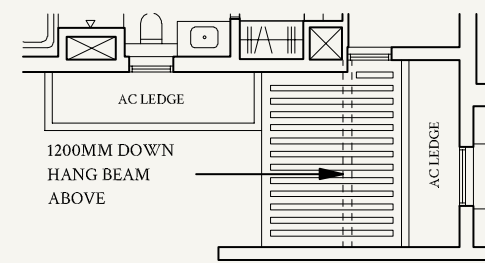 AC LEDGE
1200MM DOWN
HANG BEAM
ABOVE
AC LEDGE